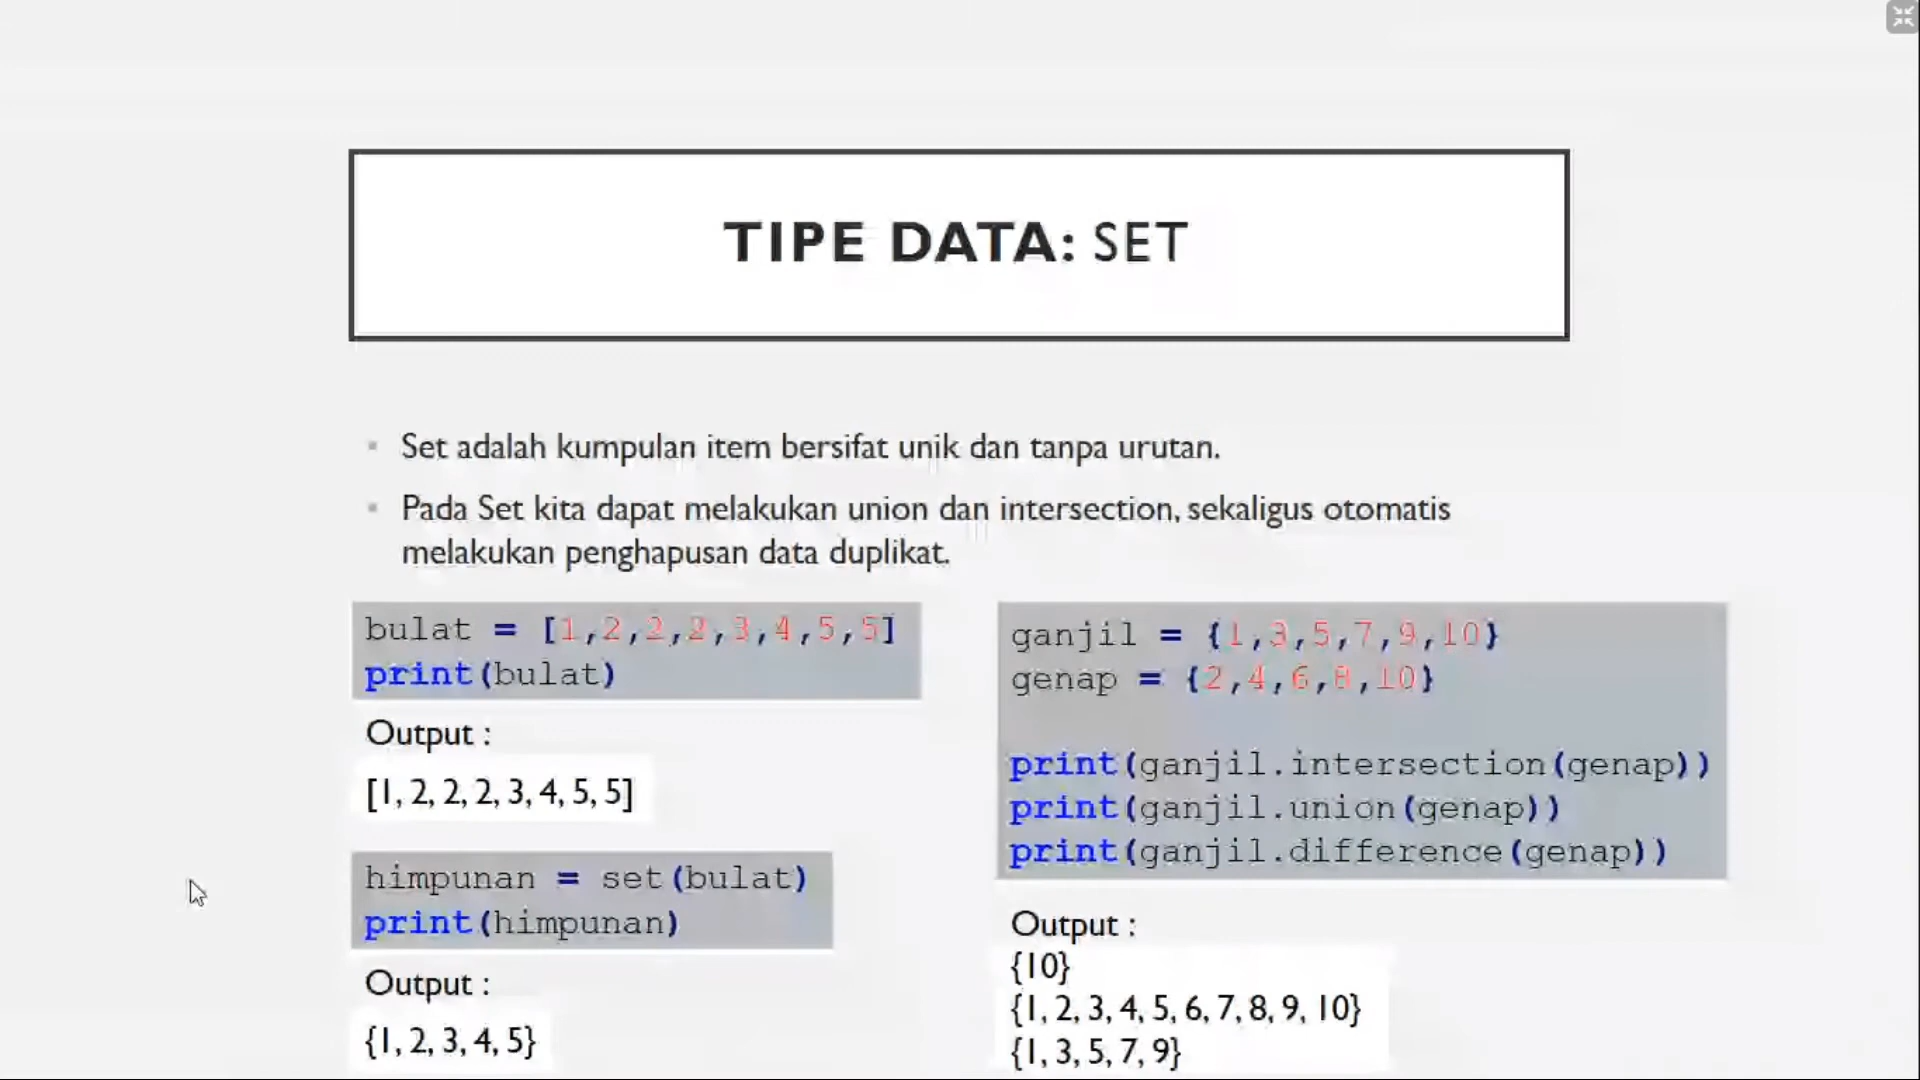 TIPE DATA: SET
Set adalah kumpulan item bersifat unik dan tanpa urutan.
Pada Set kita dapat melakukan union dan intersection, sekaligus otomatis
melakukan penghapusan data duplikat.
bulat = [1,2,2,2,3,4,5,5]
print(bulat)
Output :
[1, 2, 2, 2, 3, 4, 5, 5]
himpunan = set(bulat)
print(himpunan)
Output :
{1, 2, 3, 4, 5}
ganjil = {1,3,5,7,9,10}
genap = {2,4,6,8,10}
print(ganjil.intersection(genap))
print(ganjil.union(genap))
print(ganjil.difference(genap))
Output :
{10}
{1, 2, 3, 4, 5, 6, 7, 8, 9, 10}
{1, 3, 5, 7, 9}